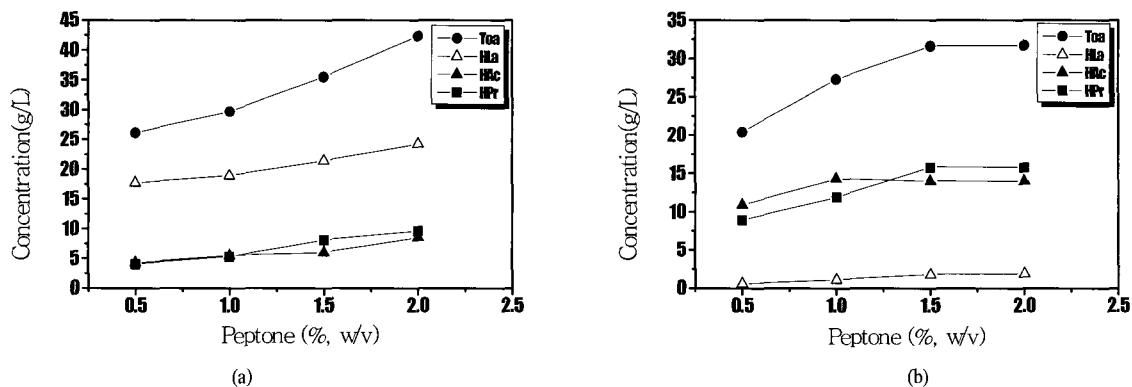 45
40
35
30
25
20
15
10
5
0
Concentration(g/L)
Toa
HLa
HAc
HPr
0.5 1.0 1.5 2.0 2.5
Peptone (%, w/v)
(a)
35
30
25
20
15
10
5
0
Concentration(g/L)
Toa
HLa
HAc
HPr
0.5 1.0 1.5 2.0 2.5
Peptone (%, w/v)
(b)